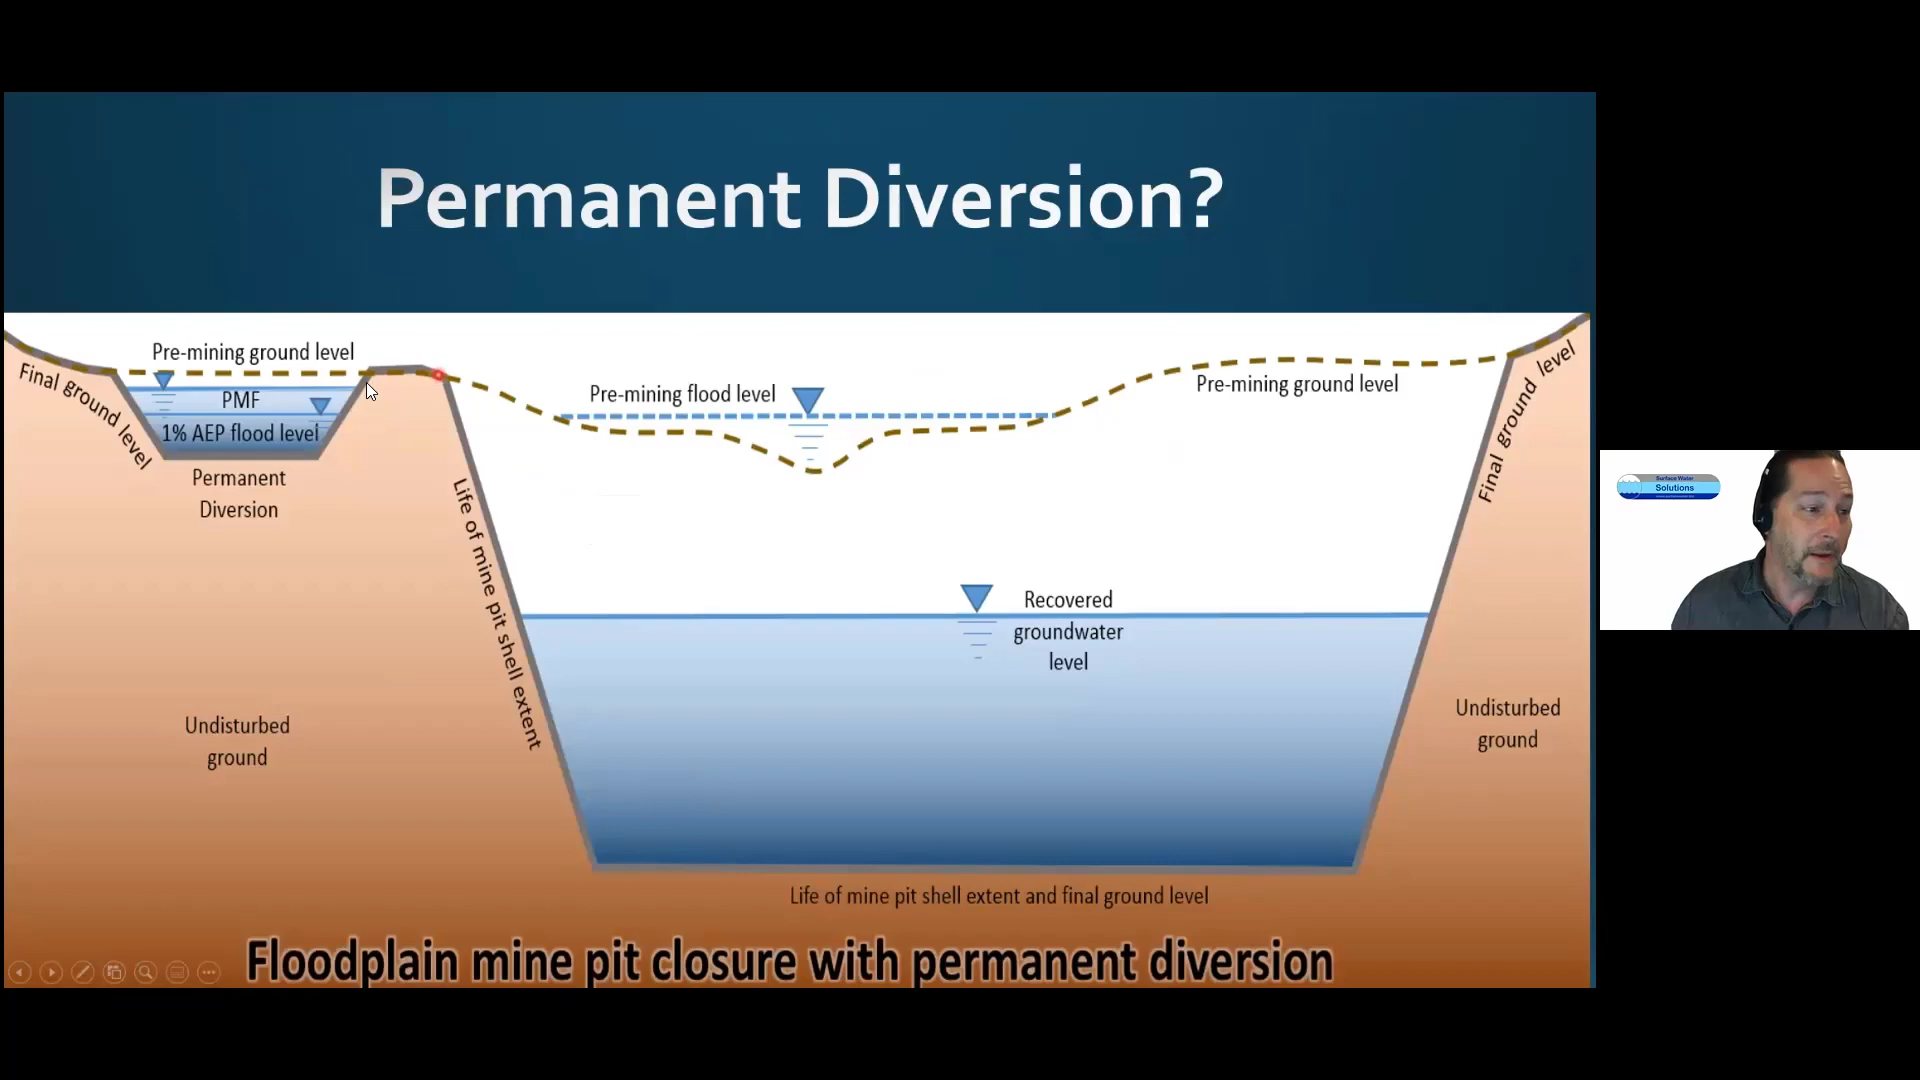 Permanent Diversion?
Pre-mining ground level
Final ground level
PMF
1% AEP flood level
Permanent
Diversion
Pre-mining flood level
Pre-mining ground level
Final ground level
Life of mine pit shell extent
Recovered
groundwater
level
Undisturbed
ground
Undisturbed
ground
Life of mine pit shell extent and final ground level
Floodplain mine pit closure with permanent diversion
Surface Water
Solutions